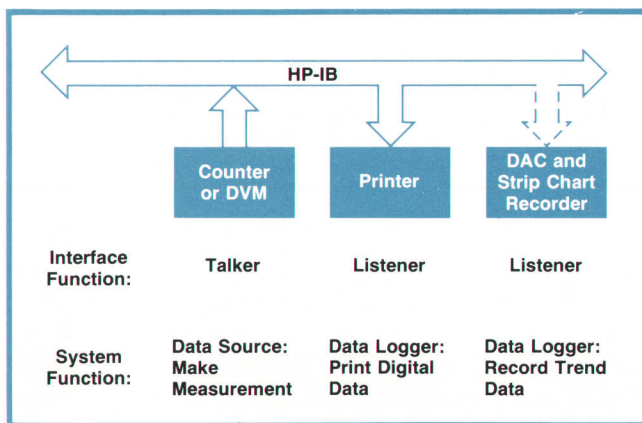 HP-IB
Counter
or DVM
Printer
DAC and
Strip Chart
Recorder
Interface
Function:
Talker
Listener
Listener
System
Function:
Data Source:
Make
Measurement
Data Logger:
Print Digital
Data
Data Logger:
Record Trend
Data